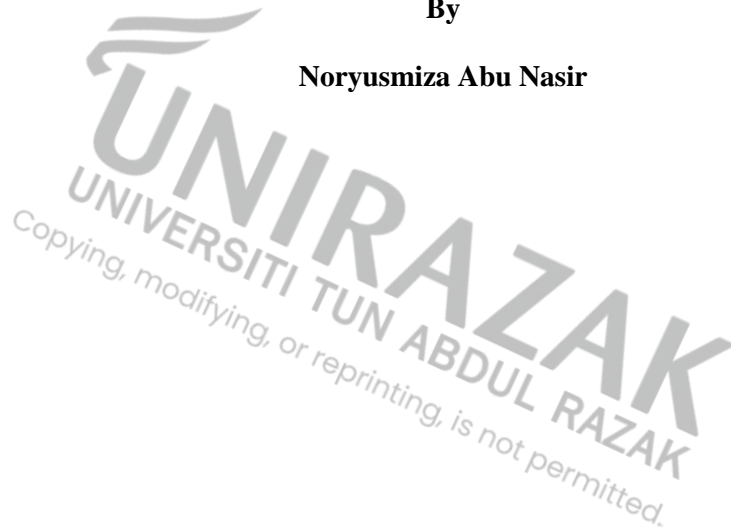 By
Noryusmiza Abu Nasir
UNIRAZAK
UNIVERSITI TUN ABDUL RAZAK
Copying, modifying, or reprinting, is not permitted.